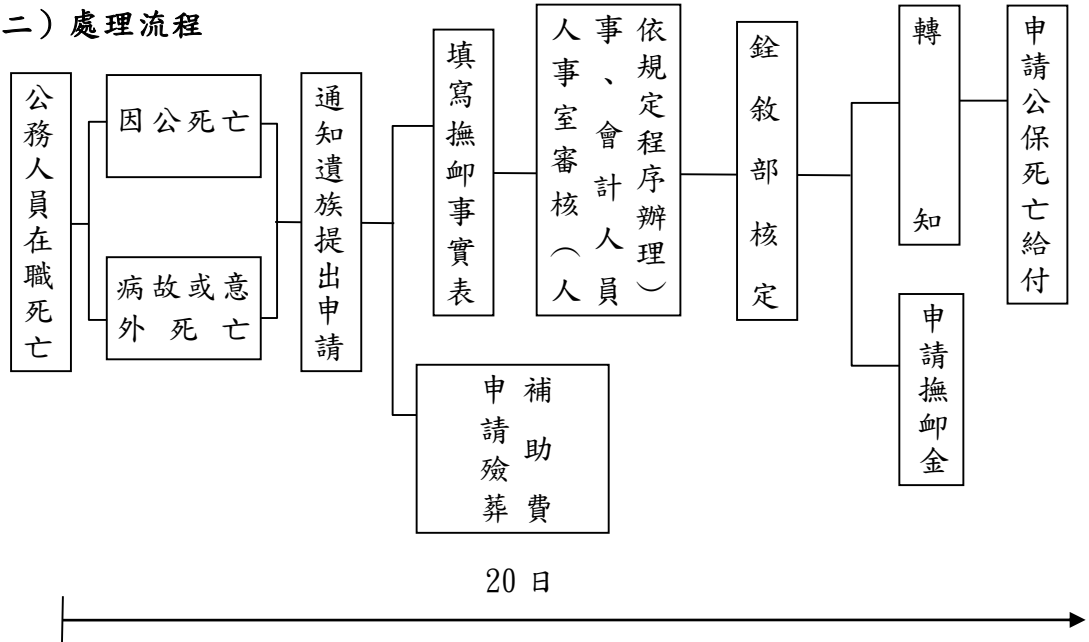 二）處理流程
公務人員在職死亡
因公死亡
病故或意
外死亡
通知遺族提出申請
填寫撫卹事實表
申請殮葬
補助費
人事室審核（人
事、會計人員
依規定程序辦理）
銓敘部核定
轉知
申請撫卹金
申請公保死亡給付
20 日